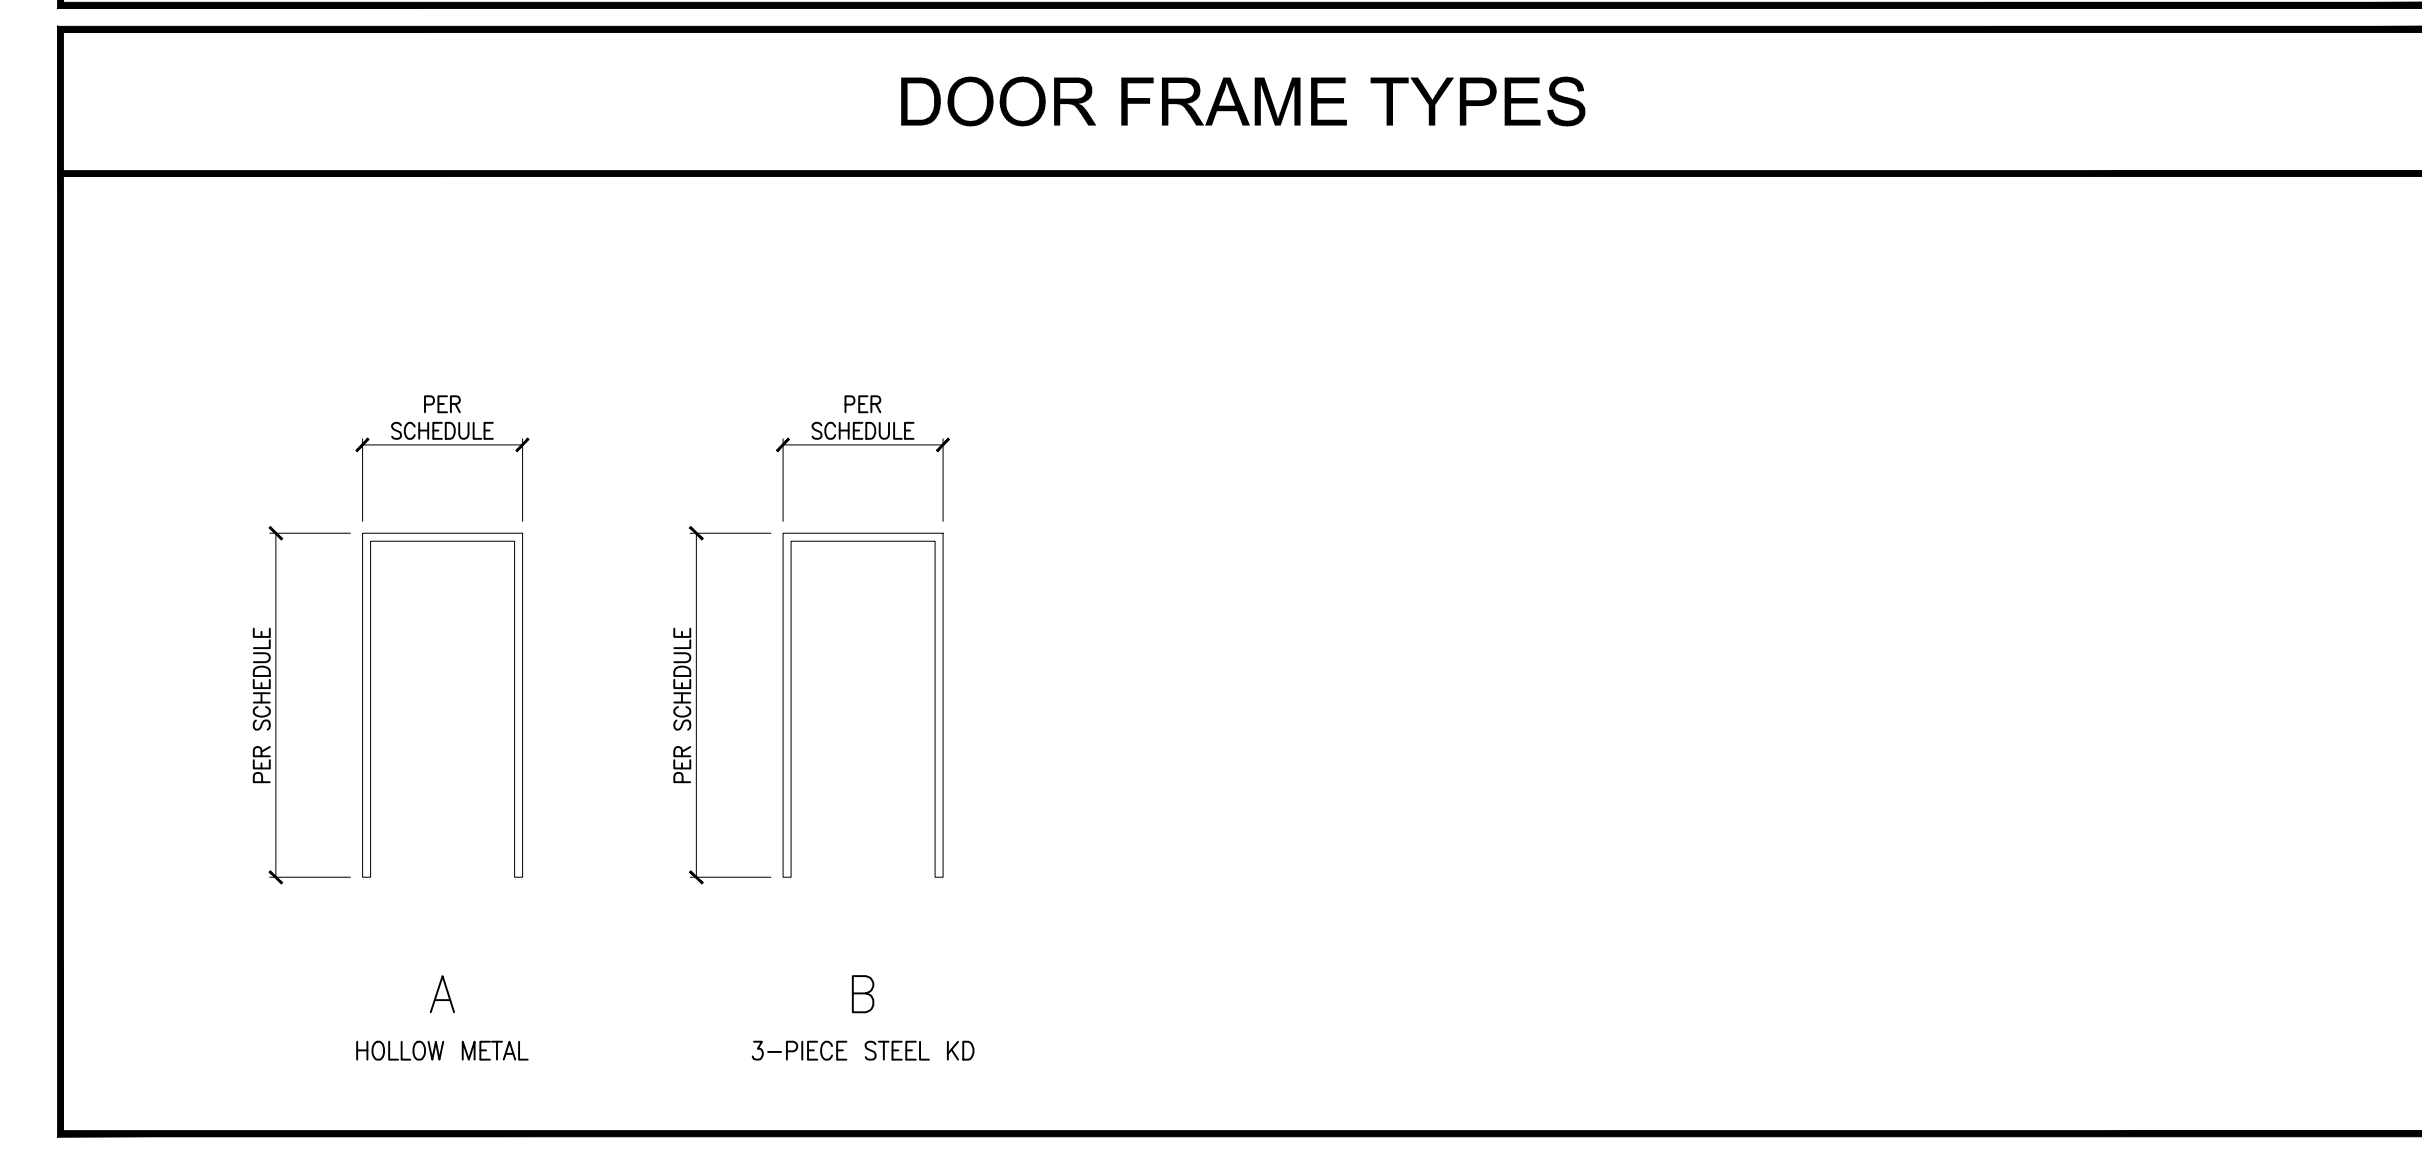 DOOR FRAME TYPES
PER
SCHEDULE
PER SCHEDULE
A
HOLLOW METAL
PER
SCHEDULE
PER SCHEDULE
B
3-PIECE STEEL KD